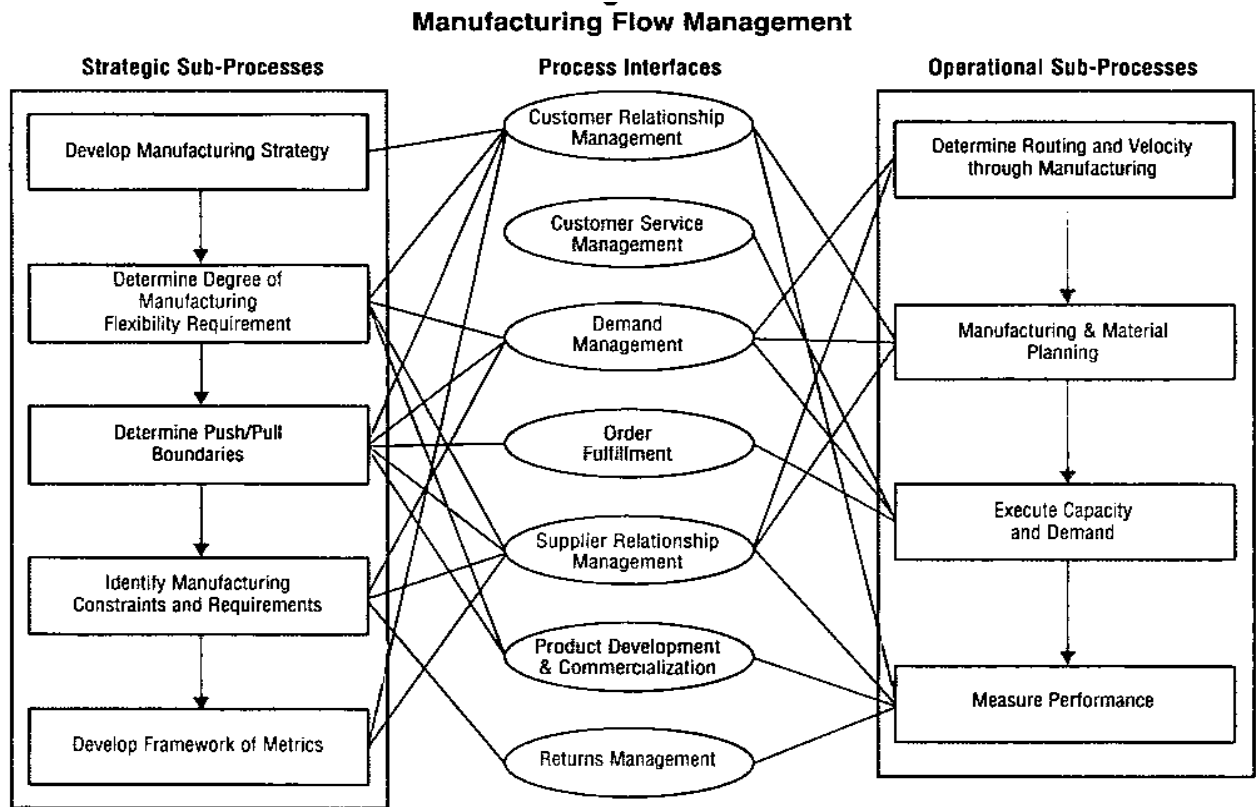 Manufacturing Flow Management
Strategic Sub-Processes
Process Interfaces
Operational Sub-Processes
Develop Manufacturing Strategy
Determine Degree of
Manufacturing
Flexibility Requirement
Determine Push/Pull
Boundaries
Identify Manufacturing
Constraints and Requirements
Develop Framework of Metrics
Customer Relationship
Management
Customer Service
Management
Demand
Management
Order
Fulfillment
Supplier Relationship
Management
Product Development
& Commercialization
Returns Management
Determine Routing and Velocity
through Manufacturing
Manufacturing & Material
Planning
Execute Capacity
and Demand
Measure Performance